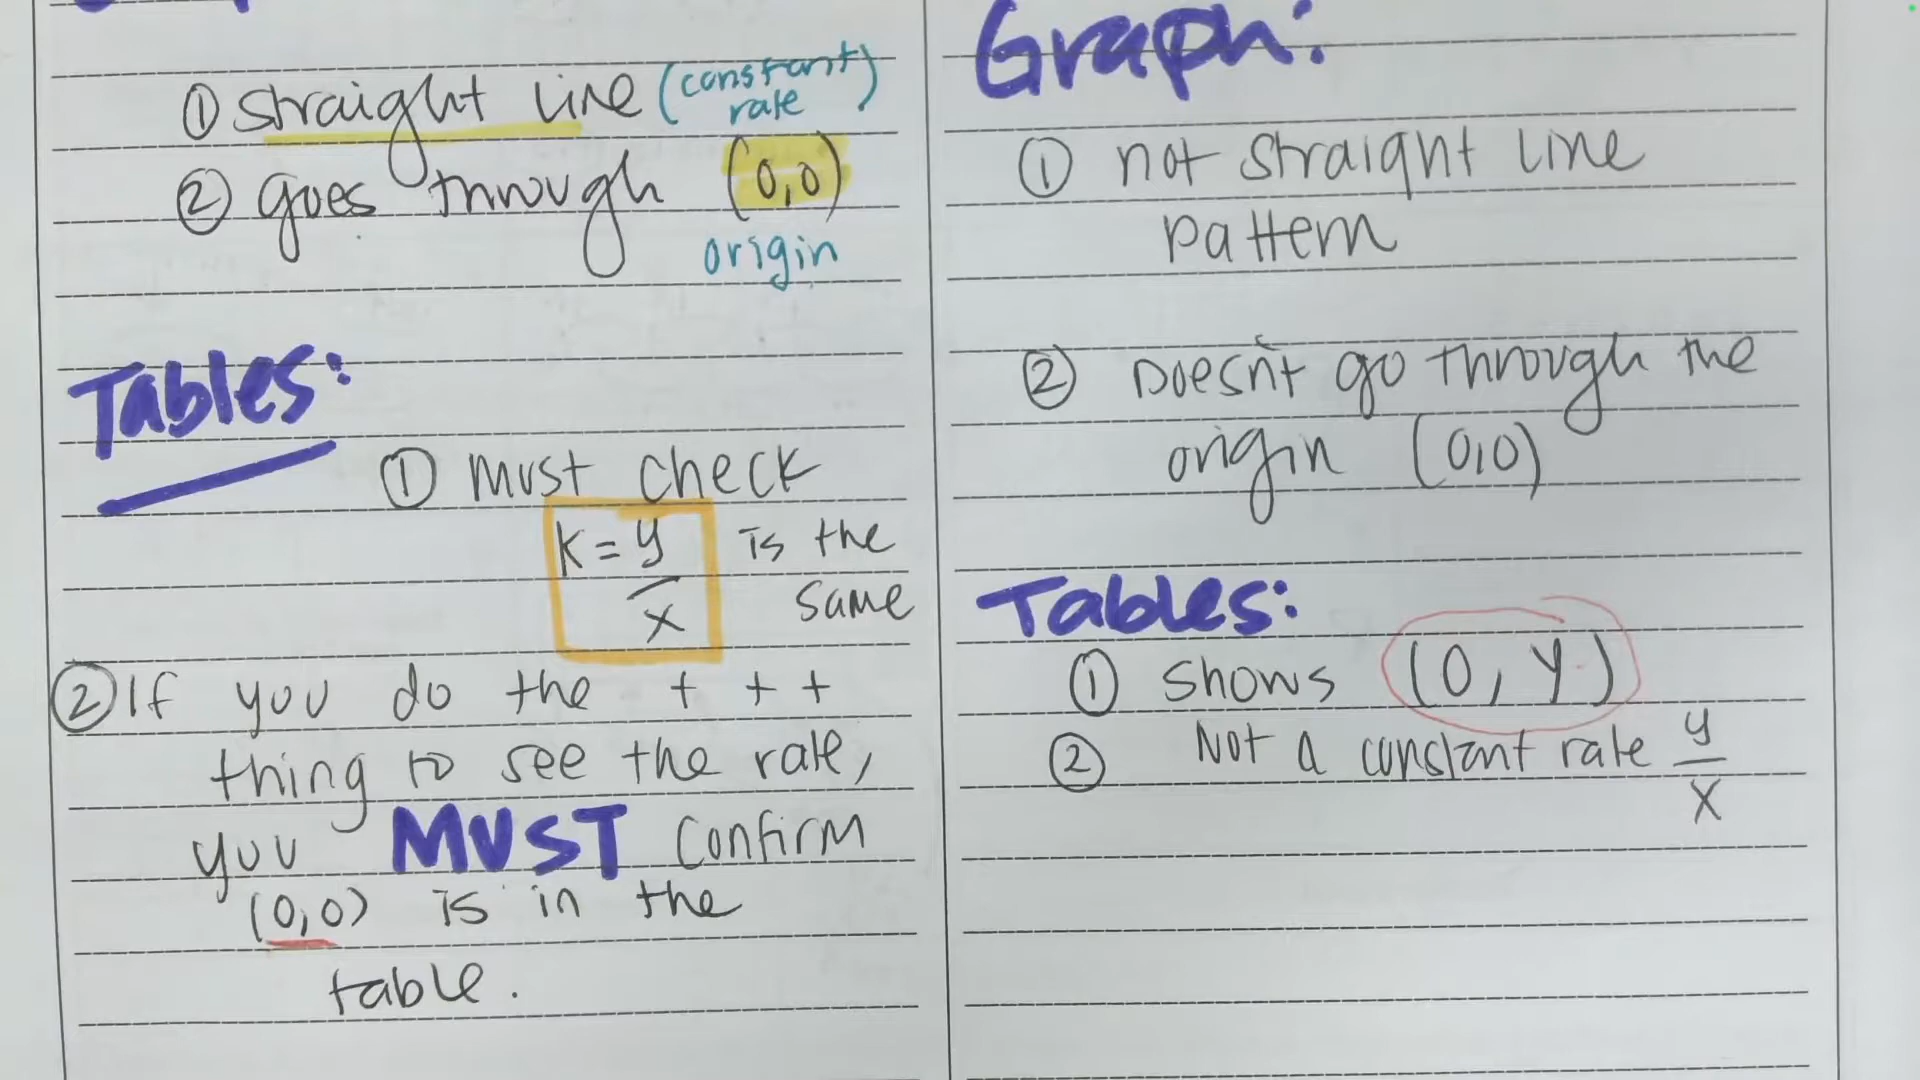 ① straight line (constant
rate)
② goes through (0,0)
origin
Tables:
① must check
K = y/x is the
same
② If you do the + + +
thing to see the rate,
you MUST confirm
(0,0) is in the
table.
Graph:
① not straight line
pattern
② Doesn't go through the
origin (0,0)
Tables:
① shows (0, y)
② Not a constant rate y/x